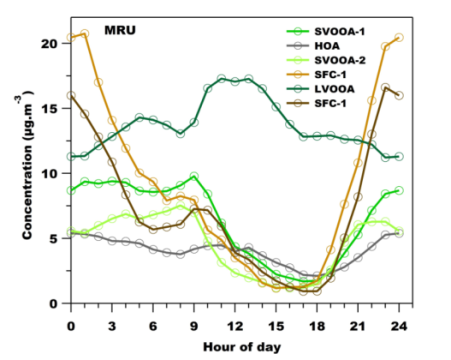 MRU
SVOOA-1
HOA
SVOOA-2
SFC-1
LVOOA
SFC-1
Concentration (µg.m⁻³)
20
15
10
5
0
0 3 6 9 12 15 18 21 24
Hour of day